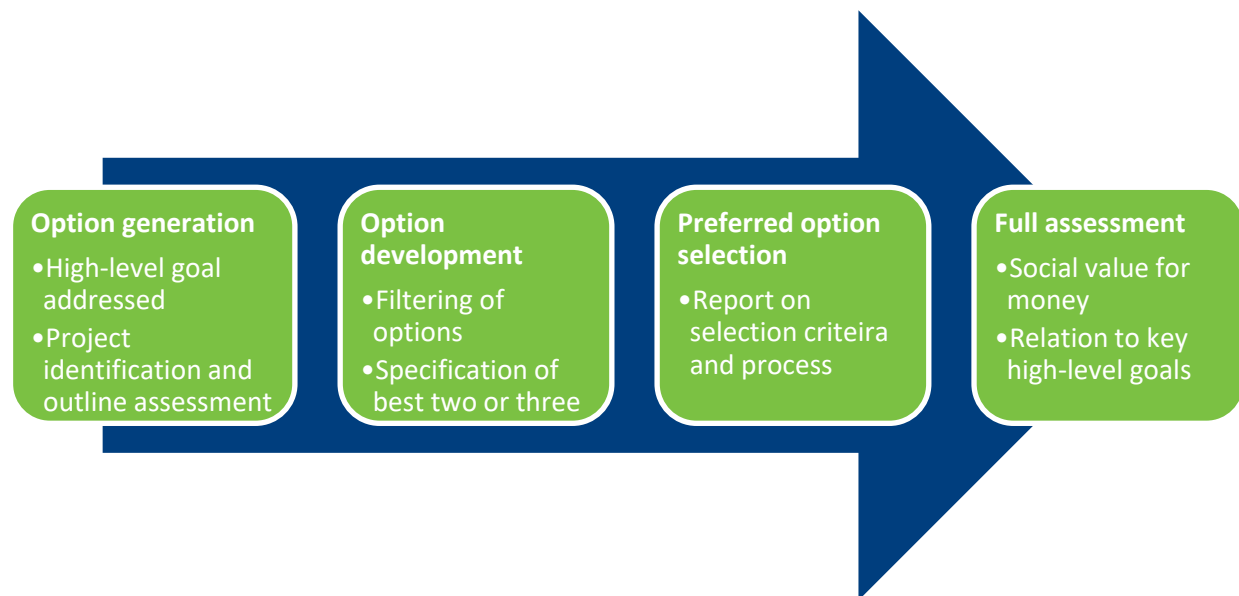 Option generation
•High-level goal
addressed
•Project
identification and
outline assessment
Option
development
•Filtering of
options
•Specification of
best two or three
Preferred option
selection
•Report on
selection criteira
and process
Full assessment
•Social value for
money
•Relation to key
high-level goals